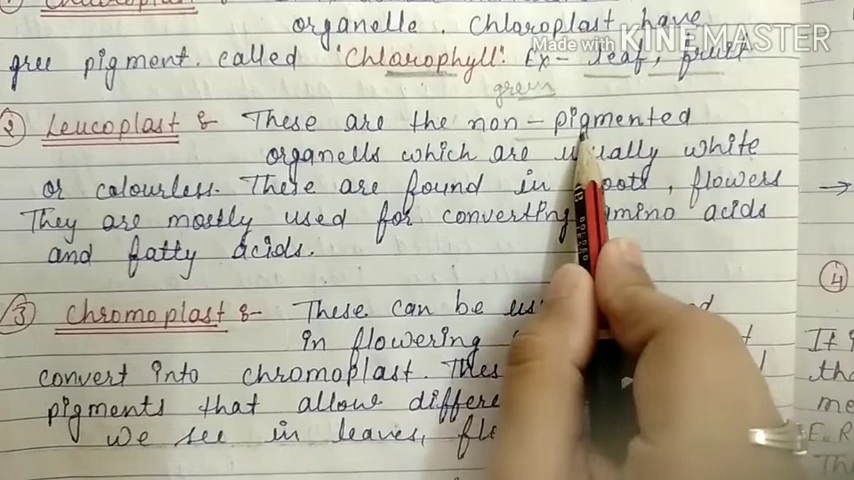 organelle. Chloroplast have
gree pigment. called "Chlorophyll". Ex- leaf, fruit
green
Made with KINEMASTER
② Leucoplast :- These are the non-pigmented
organells which are usually white
or colourless. These are found in roots, flowers
They are mostly used for converting amino acids
and fatty acids.
③ Chromoplast :- These can be
in flowering
convert into chromoplast.
pigments that allow
we see in leaves,
④